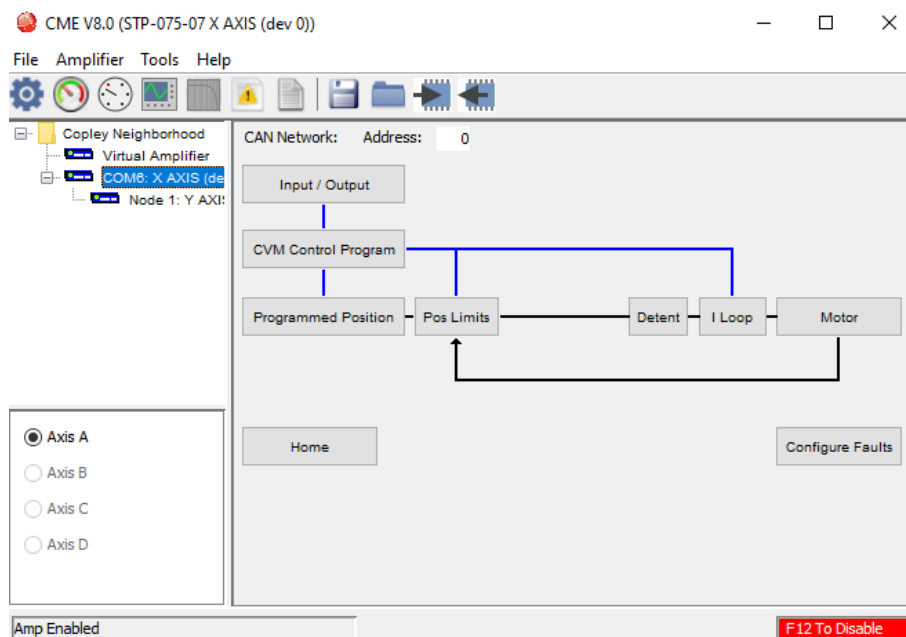 CME V8.0 (STP-075-07 X AXIS (dev 0))
File Amplifier Tools Help
Copley Neighborhood
Virtual Amplifier
COM6: X AXIS (de
Node 1: Y AXI
CAN Network: Address: 0
Input / Output
CVM Control Program
Programmed Position
Pos Limits
Detent
I Loop
Motor
Home
Configure Faults
Axis A
Axis B
Axis C
Axis D
Amp Enabled
F12 To Disable